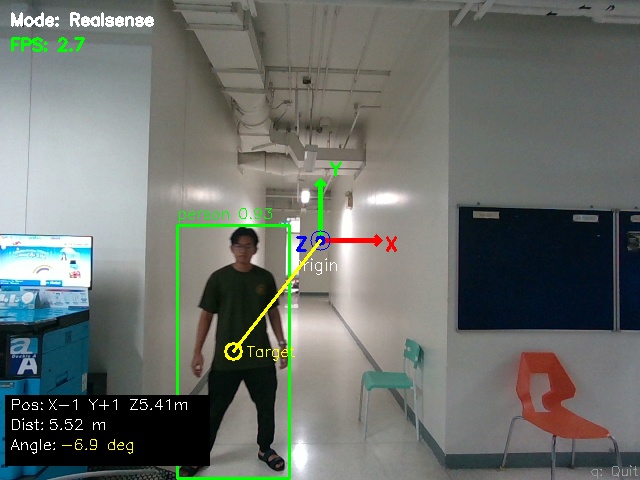 Mode: Realsense
FPS: 2.7
person 0.93
Y
Z
X
Origin
Target
Double A
A
Pos: X-1 Y+1 Z5.41m
Dist: 5.52 m
Angle: -6.9 deg
q: Quit